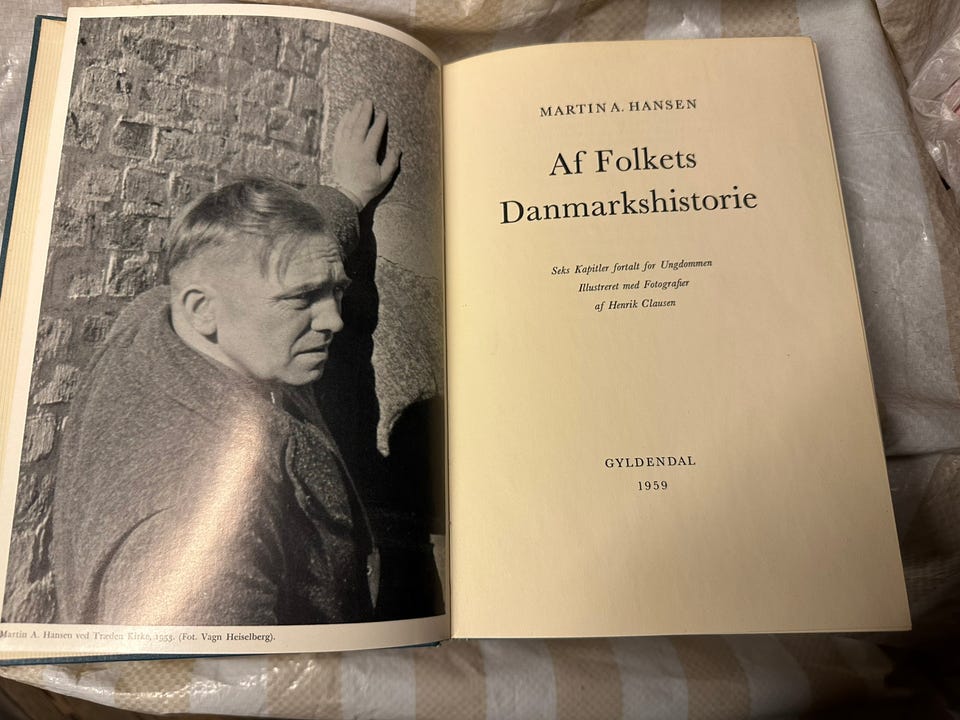 Martin A. Hansen ved Træden Kirke, 1953. (Fot. Vagn Heiselberg).
MARTIN A. HANSEN
Af Folkets
Danmarkshistorie
Seks Kapitler fortalt for Ungdommen
Illustreret med Fotografier
af Henrik Clausen
GYLDENDAL
1959